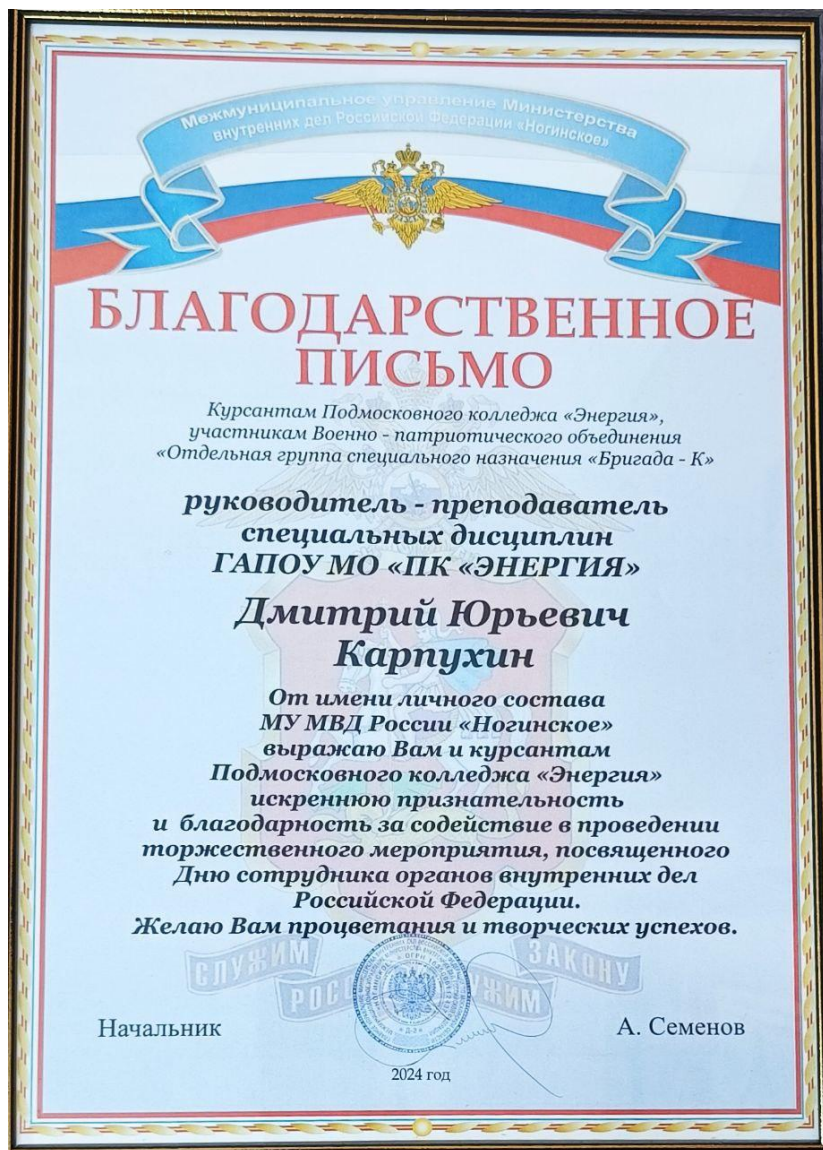 Межмуниципальное управление Министерства
внутренних дел Российской Федерации «Ногинское»
БЛАГОДАРСТВЕННОЕ
ПИСЬМО
Курсантам Подмосковного колледжа «Энергия»,
участникам Военно - патриотического объединения
«Отдельная группа специального назначения «Бригада - К»
руководитель - преподаватель
специальных дисциплин
ГАПОУ МО «ПК «ЭНЕРГИЯ»
Дмитрий Юрьевич
Карпухин
От имени личного состава
МУ МВД России «Ногинское»
выражаю Вам и курсантам
Подмосковного колледжа «Энергия»
искреннюю признательность
и благодарность за содействие в проведении
торжественного мероприятия, посвященного
Дню сотрудника органов внутренних дел
Российской Федерации.
Желаю Вам процветания и творческих успехов.
СЛУЖИМ ЗАКОНУ
Начальник А. Семенов
2024 год